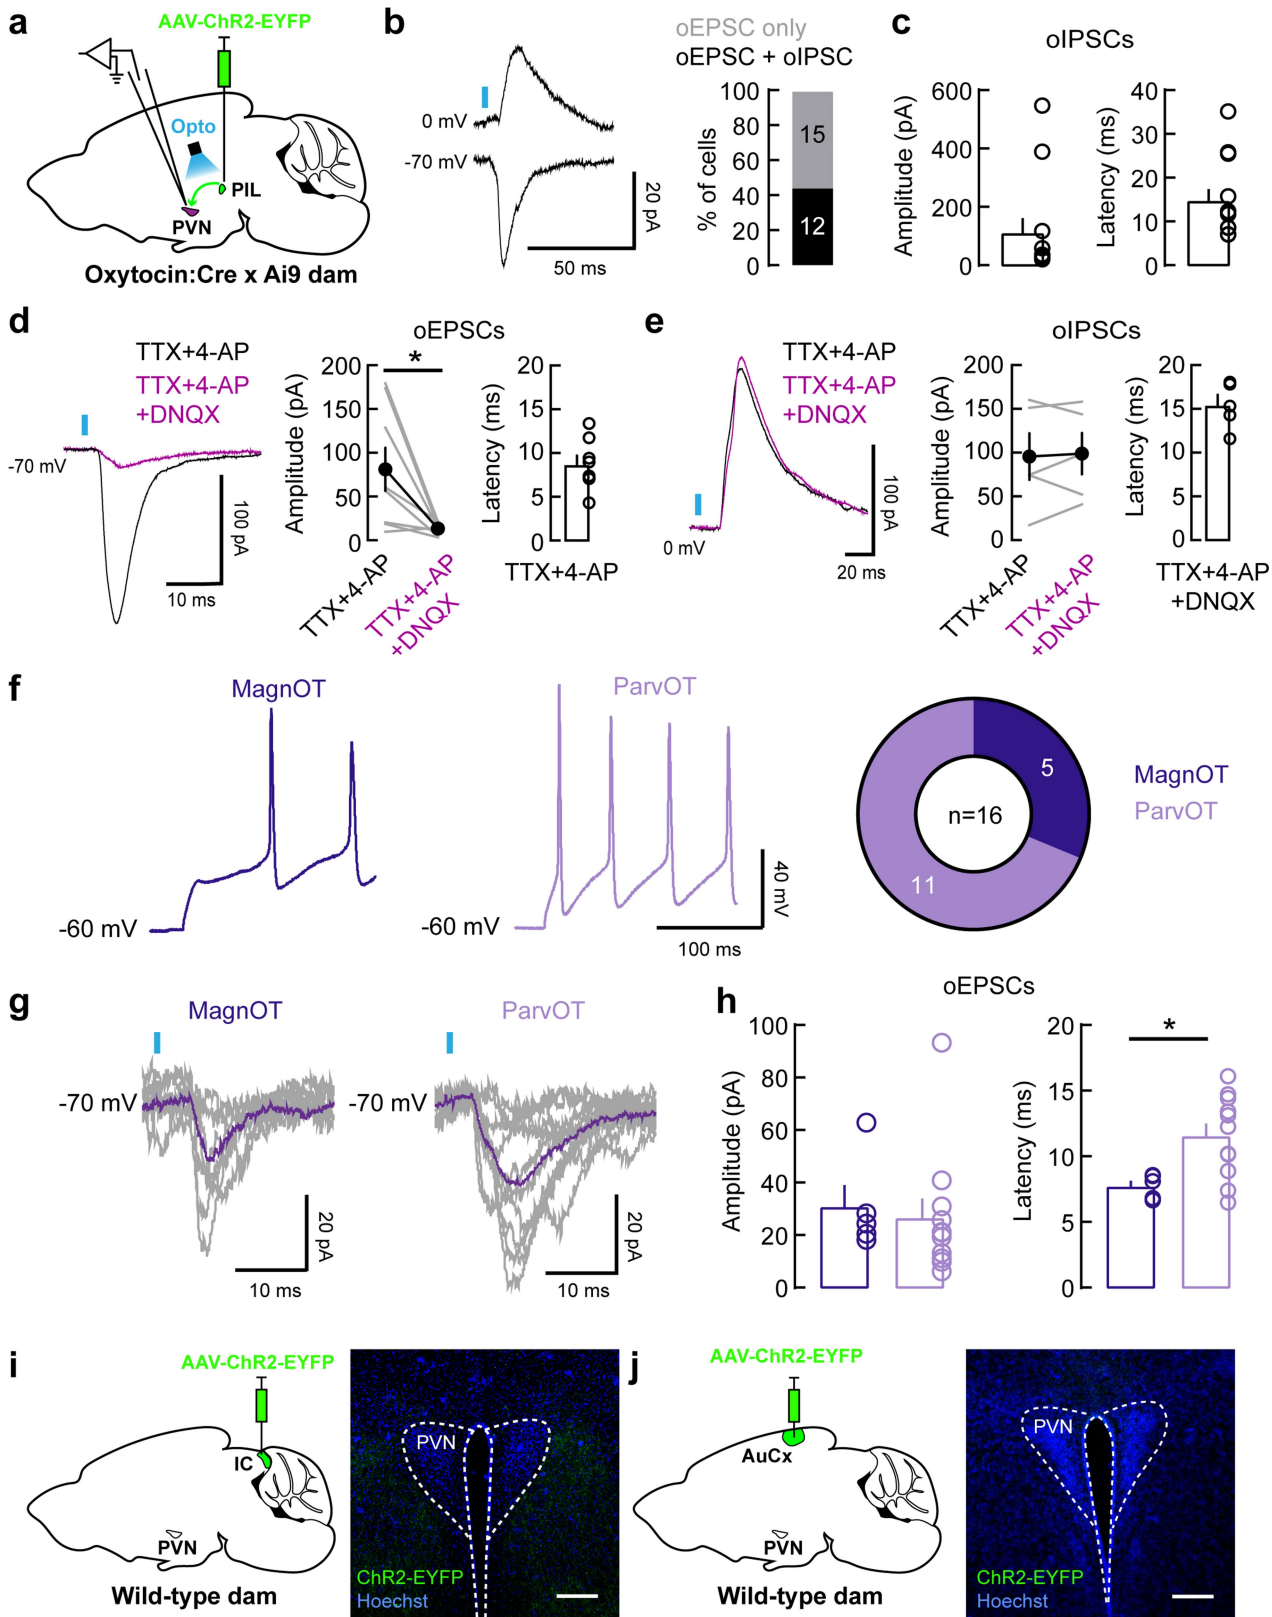 a
AAV-ChR2-EYFP
Opto
PIL
PVN
Oxytocin:Cre x Ai9 dam
b
0 mV
-70 mV
20 pA
50 ms
oEPSC only
oEPSC + oIPSC
% of cells
100
80
60
40
20
0
15
12
c
oIPSCs
Amplitude (pA)
600
400
200
0
Latency (ms)
40
30
20
10
0
d
oEPSCs
TTX+4-AP
TTX+4-AP
+DNQX
-70 mV
100 pA
10 ms
Amplitude (pA)
200
150
100
50
0
*
TTX+4-AP
TTX+4-AP
+DNQX
Latency (ms)
20
15
10
5
0
TTX+4-AP
e
oIPSCs
TTX+4-AP
TTX+4-AP
+DNQX
0 mV
100 pA
20 ms
Amplitude (pA)
200
150
100
50
0
TTX+4-AP
TTX+4-AP
+DNQX
Latency (ms)
20
15
10
5
0
TTX+4-AP
+DNQX
f
MagnOT
-60 mV
ParvOT
-60 mV
40 mV
100 ms
5
n=16
11
MagnOT
ParvOT
g
MagnOT
-70 mV
20 pA
10 ms
ParvOT
-70 mV
20 pA
10 ms
h
oEPSCs
Amplitude (pA)
100
80
60
40
20
0
Latency (ms)
20
15
10
5
0
*
i
AAV-ChR2-EYFP
IC
PVN
Wild-type dam
PVN
ChR2-EYFP
Hoechst
j
AAV-ChR2-EYFP
AuCx
PVN
Wild-type dam
PVN
ChR2-EYFP
Hoechst